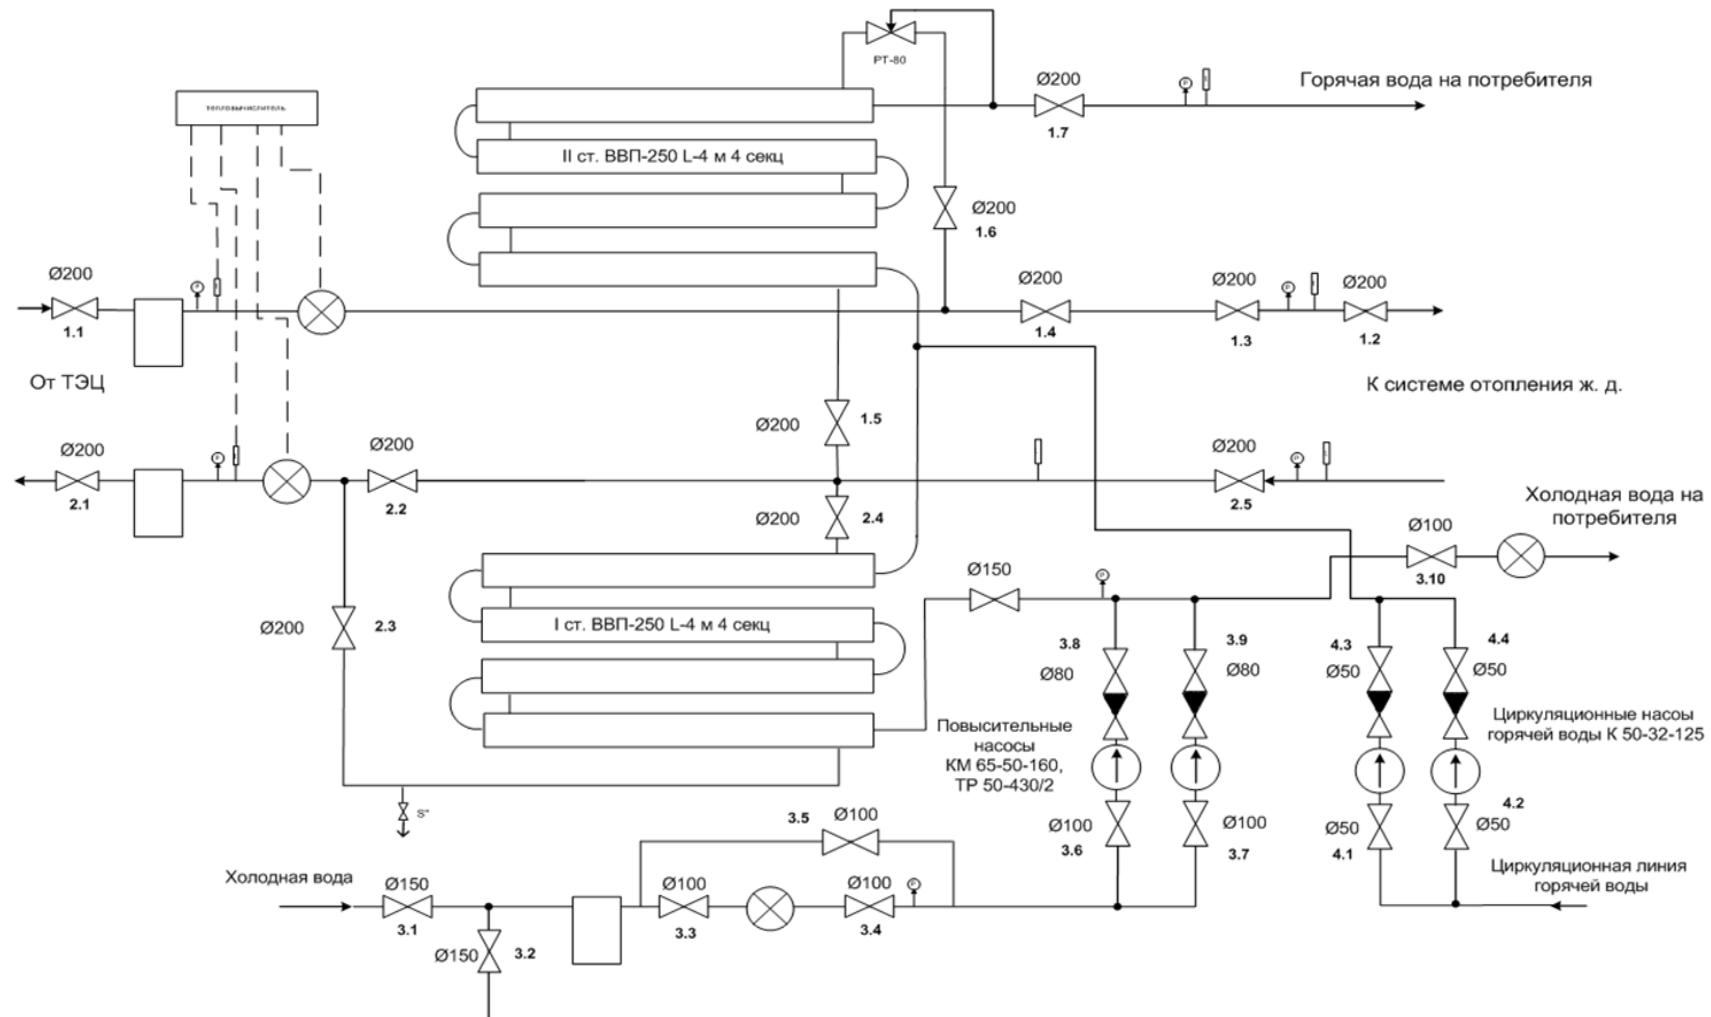 РТ-80
Ø200
1.7
Горячая вода на потребителя
тепловычислитель
II ст. ВВП-250 L-4 м 4 секц
Ø200
1.6
Ø200
1.1
Ø200
1.4
Ø200
1.3
Ø200
1.2
От ТЭЦ
К системе отопления ж. д.
Ø200
1.5
Ø200
2.1
Ø200
2.2
Ø200
2.4
Ø200
2.5
Холодная вода на
потребителя
Ø100
3.10
Ø150
I ст. ВВП-250 L-4 м 4 секц
Ø200
2.3
3.8
Ø80
3.9
Ø80
4.3
Ø50
4.4
Ø50
Повысительные
насосы
КМ 65-50-160,
ТР 50-430/2
Циркуляционные насоы
горячей воды К 50-32-125
S"
3.5
Ø100
Ø100
3.6
Ø100
3.7
Ø50
4.1
4.2
Ø50
Циркуляционная линия
горячей воды
Холодная вода
Ø150
3.1
Ø150
3.2
Ø100
3.3
Ø100
3.4